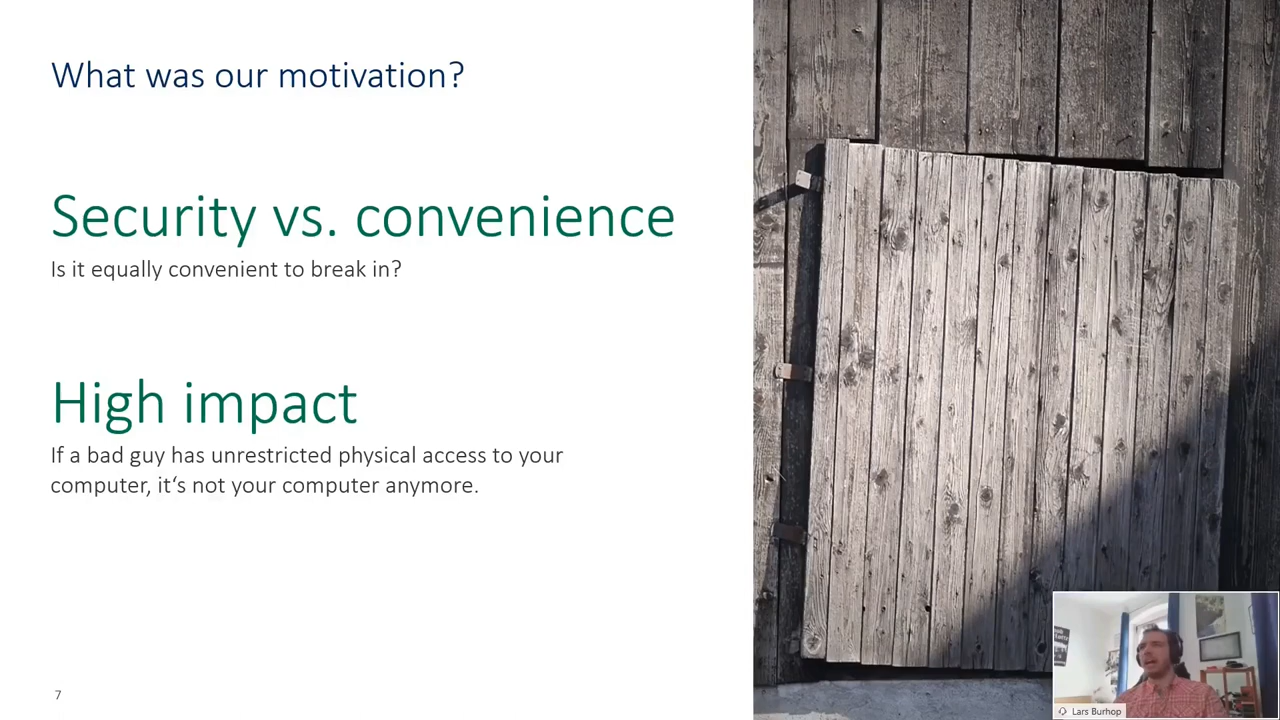 What was our motivation?
Security vs. convenience
Is it equally convenient to break in?
High impact
If a bad guy has unrestricted physical access to your
computer, it‘s not your computer anymore.
7
Lars Burhop